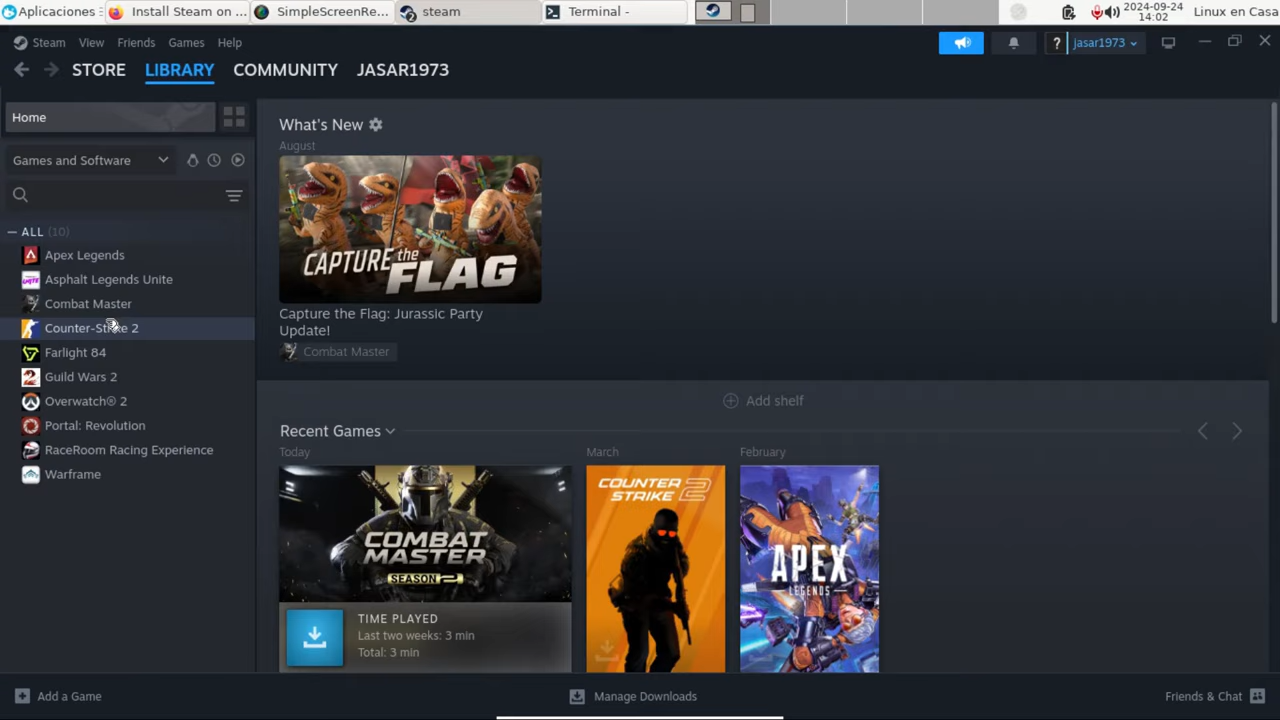 Aplicaciones
Install Steam on ...
SimpleScreenRe...
steam
2
Terminal -
2024-09-24
14:02
Linux en Casa
Steam View Friends Games Help
? jasar1973
STORE LIBRARY COMMUNITY JASAR1973
Home
Games and Software
ALL (10)
Apex Legends
Asphalt Legends Unite
Combat Master
Counter-Strike 2
Farlight 84
Guild Wars 2
Overwatch® 2
Portal: Revolution
RaceRoom Racing Experience
Warframe
What's New
August
CAPTURE the
FLAG
Capture the Flag: Jurassic Party
Update!
Combat Master
Add shelf
Recent Games
Today
COMBAT
MASTER
SEASON 2
TIME PLAYED
Last two weeks: 3 min
Total: 3 min
March
COUNTER
STRIKE 2
February
APEX
LEGENDS
Add a Game
Manage Downloads
Friends & Chat